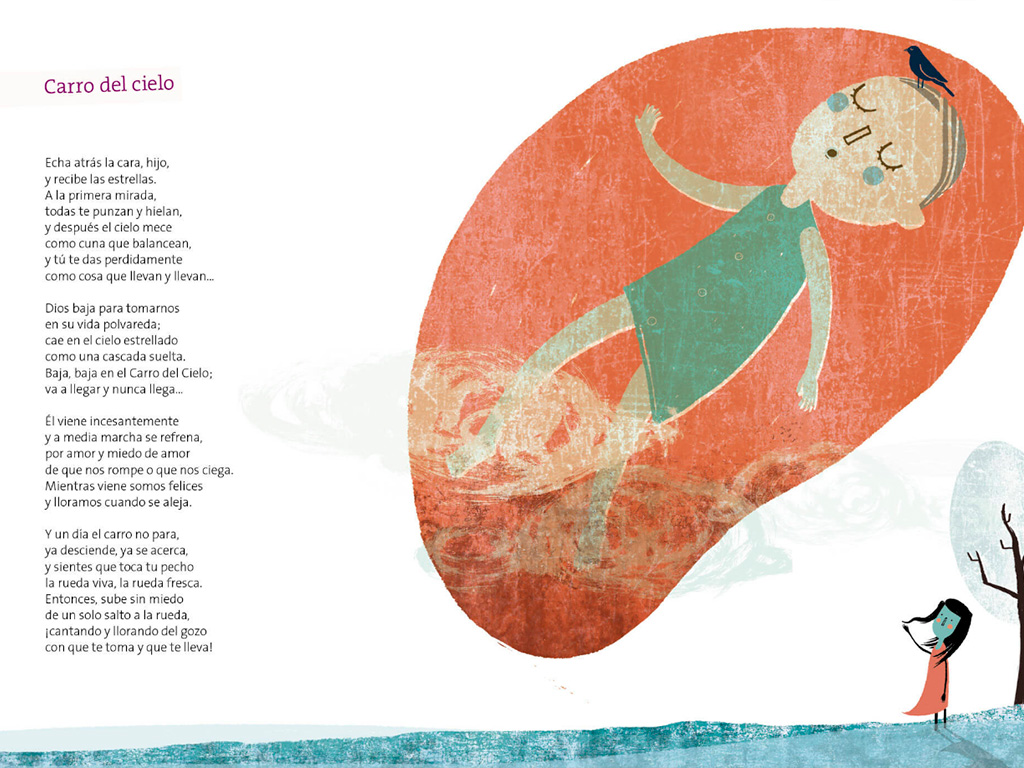 Carro del cielo
Echa atrás la cara, hijo,
y recibe las estrellas.
A la primera mirada,
todas te punzan y hielan,
y después el cielo mece
como cuna que balancean,
y tú te das perdidamente
como cosa que llevan y llevan...
Dios baja para tomarnos
en su vida polvareda;
cae en el cielo estrellado
como una cascada suelta.
Baja, baja en el Carro del Cielo;
va a llegar y nunca llega...
Él viene incesantemente
y a media marcha se refrena,
por amor y miedo de amor
de que nos rompe o que nos ciega.
Mientras viene somos felices
y lloramos cuando se aleja.
Y un día el carro no para,
ya desciende, ya se acerca,
y sientes que toca tu pecho
la rueda viva, la rueda fresca.
Entonces, sube sin miedo
de un solo salto a la rueda,
¡cantando y llorando del gozo
con que te toma y que te lleva!